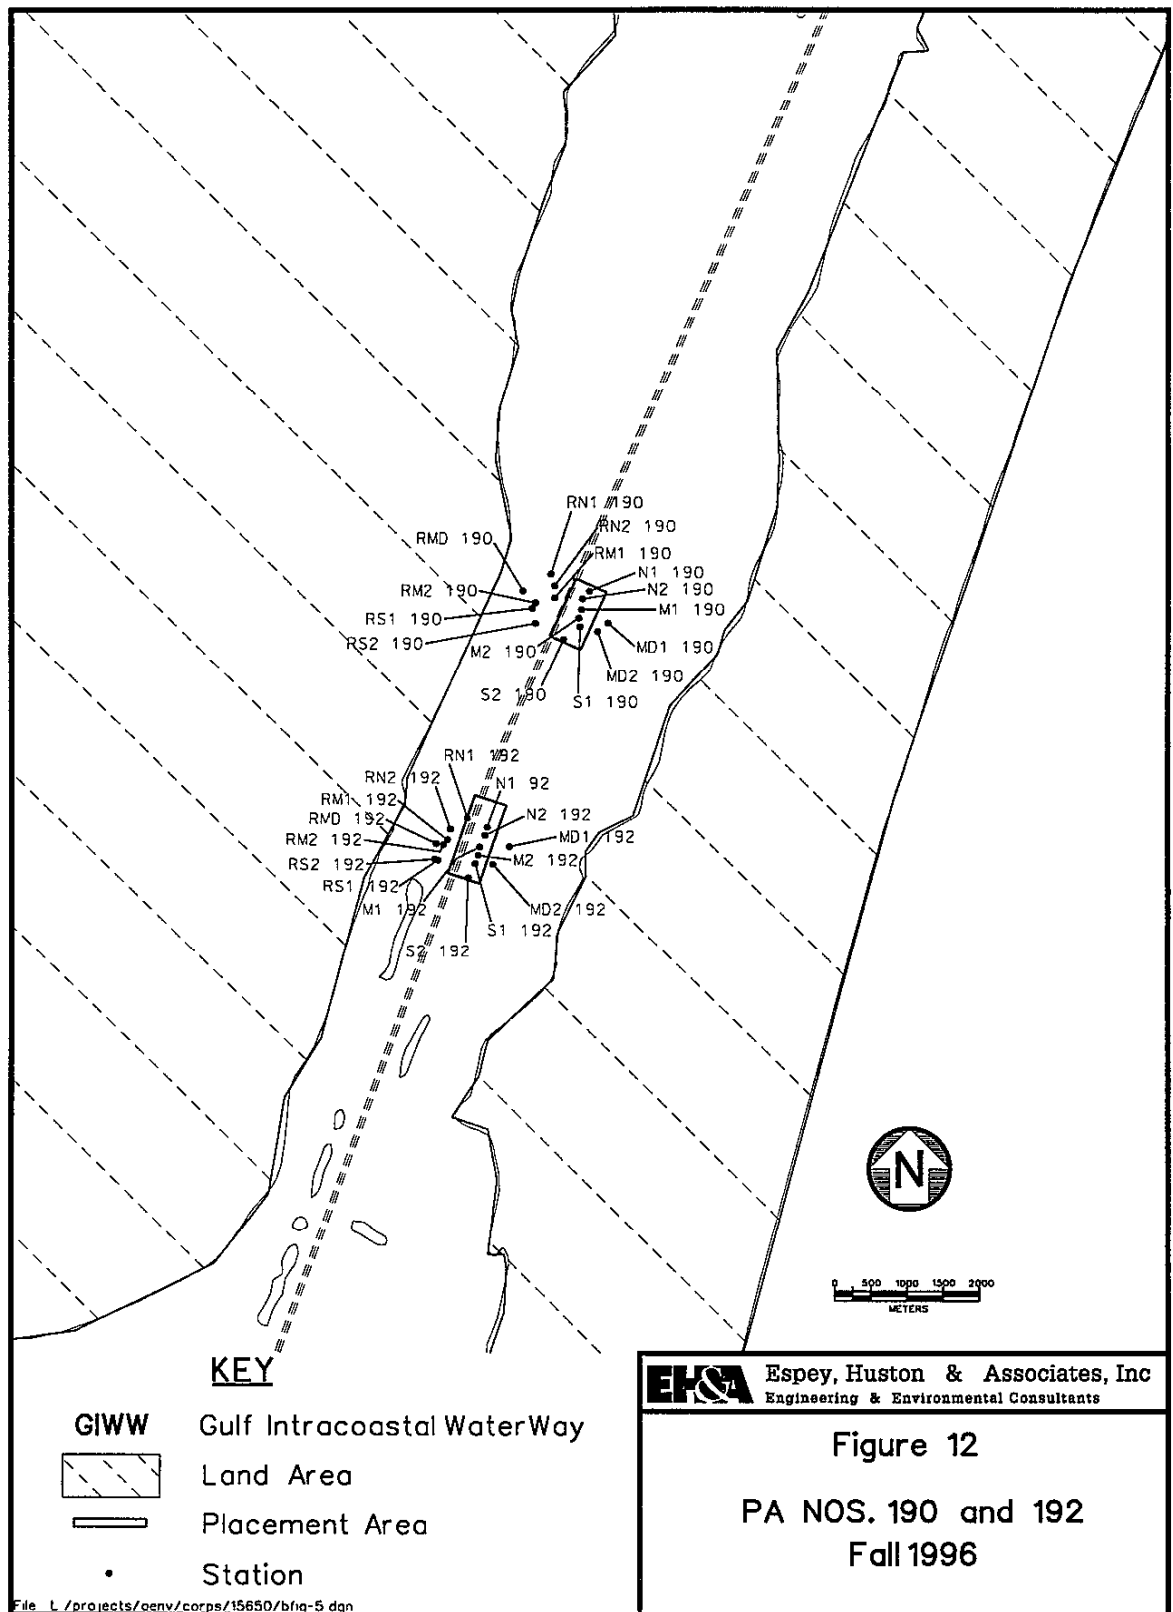 RN1 190
RN2 190
RMD 190
RM1 190
N1 190
RM2 190
N2 190
RS1 190
M1 190
RS2 190
M2 190
MD1 190
MD2 190
S2 190
S1 190
RN1 192
RN2 192
N1 92
RM1 192
RMD 192
N2 192
RM2 192
MD1 192
RS2 192
M2 192
RS1 192
M1 192
MD2 192
S1 192
S2 192
N
0 500 1000 1500 2000
METERS
KEY
GIWW Gulf Intracoastal WaterWay
Land Area
Placement Area
Station
File L /projects/oenv/corps/15650/bfig-5 dgn
EH&A Espey, Huston & Associates, Inc
Engineering & Environmental Consultants
Figure 12
PA NOS. 190 and 192
Fall 1996